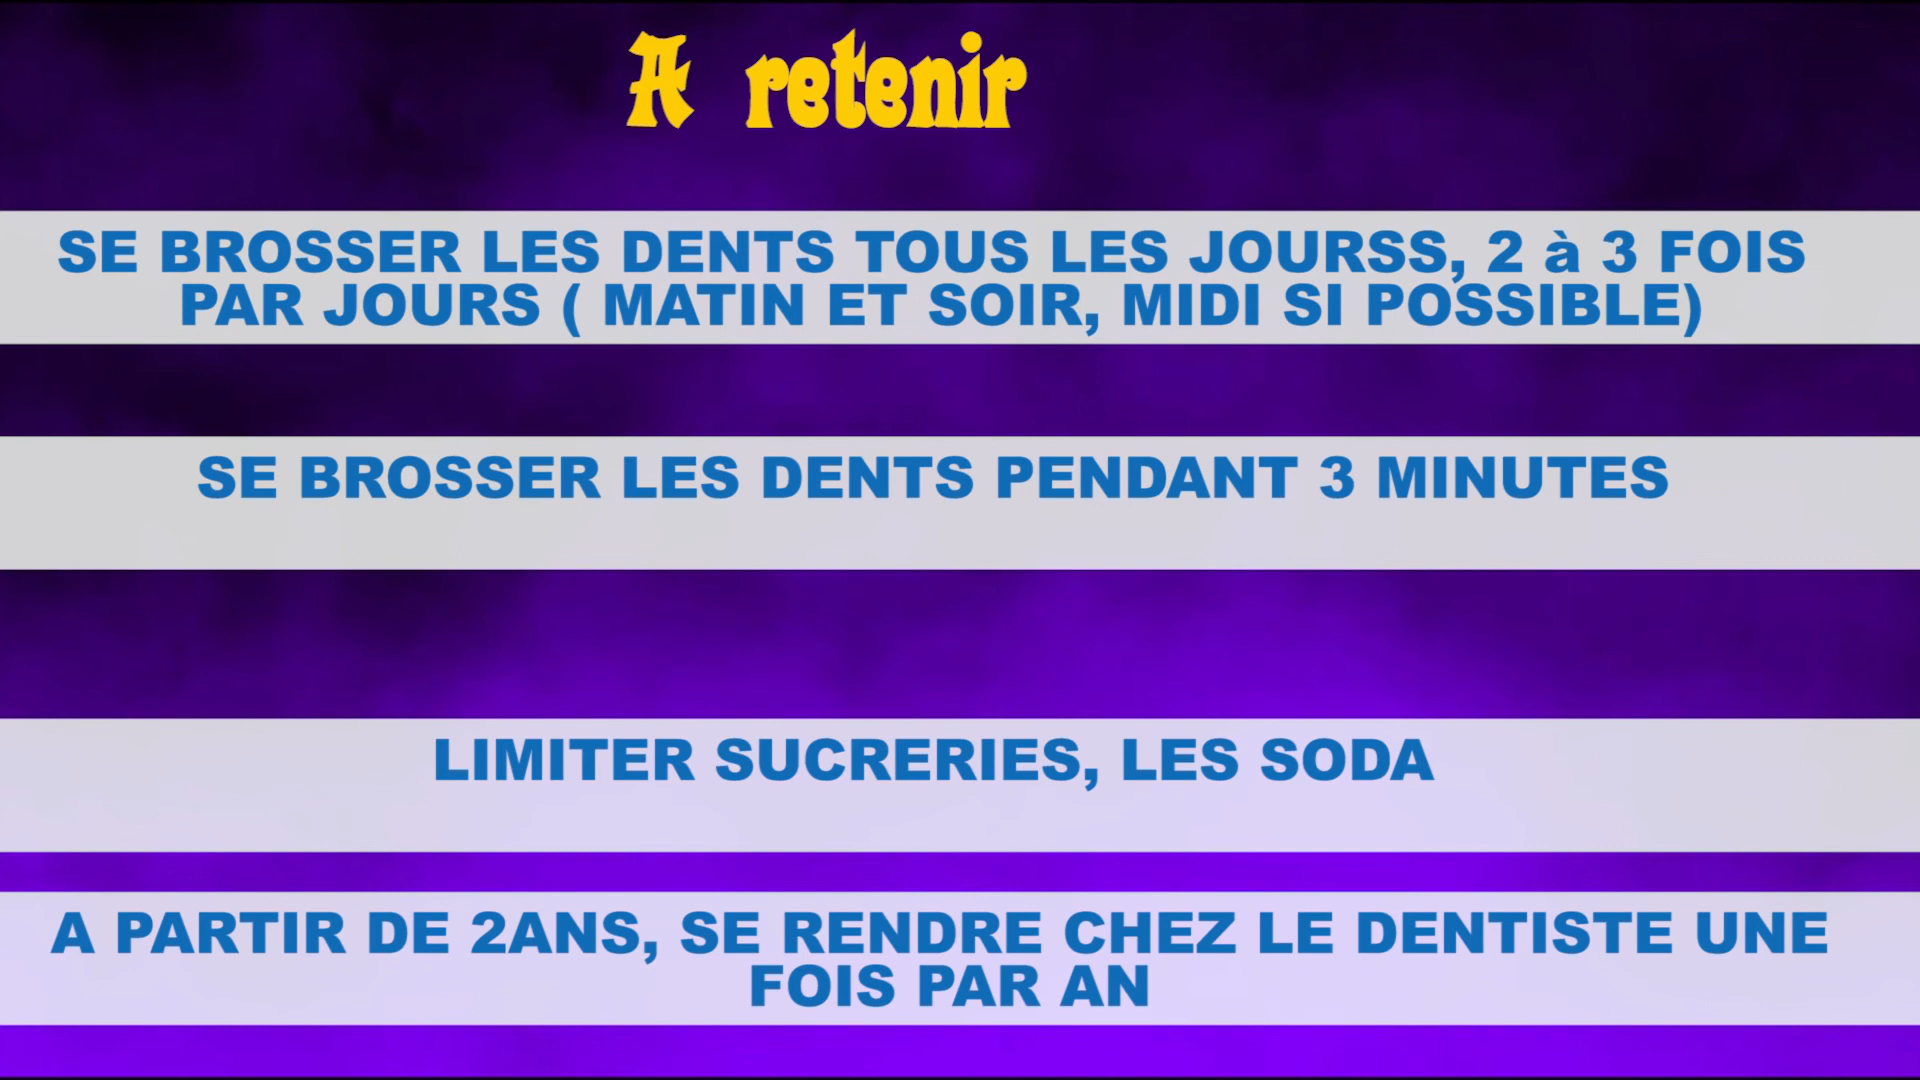 A retenir
SE BROSSER LES DENTS TOUS LES JOURSS, 2 à 3 FOIS
PAR JOURS ( MATIN ET SOIR, MIDI SI POSSIBLE)
SE BROSSER LES DENTS PENDANT 3 MINUTES
LIMITER SUCRERIES, LES SODA
A PARTIR DE 2ANS, SE RENDRE CHEZ LE DENTISTE UNE
FOIS PAR AN